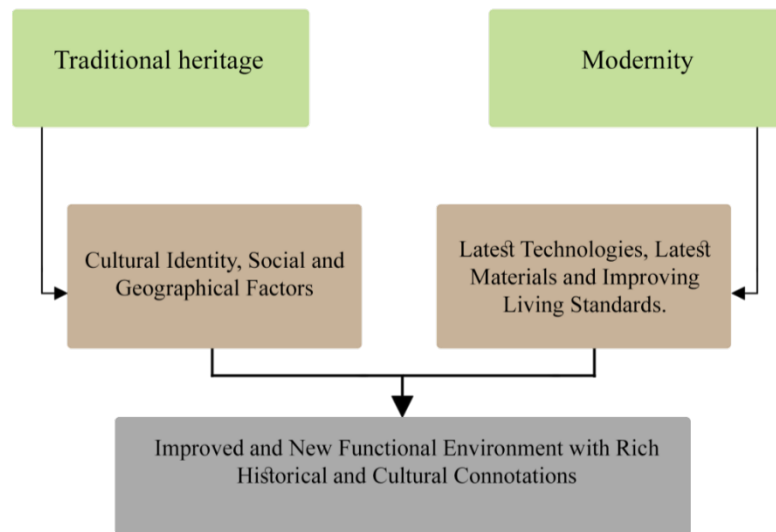 Traditional heritage
Modernity
Cultural Identity, Social and
Geographical Factors
Latest Technologies, Latest
Materials and Improving
Living Standards.
Improved and New Functional Environment with Rich
Historical and Cultural Connotations